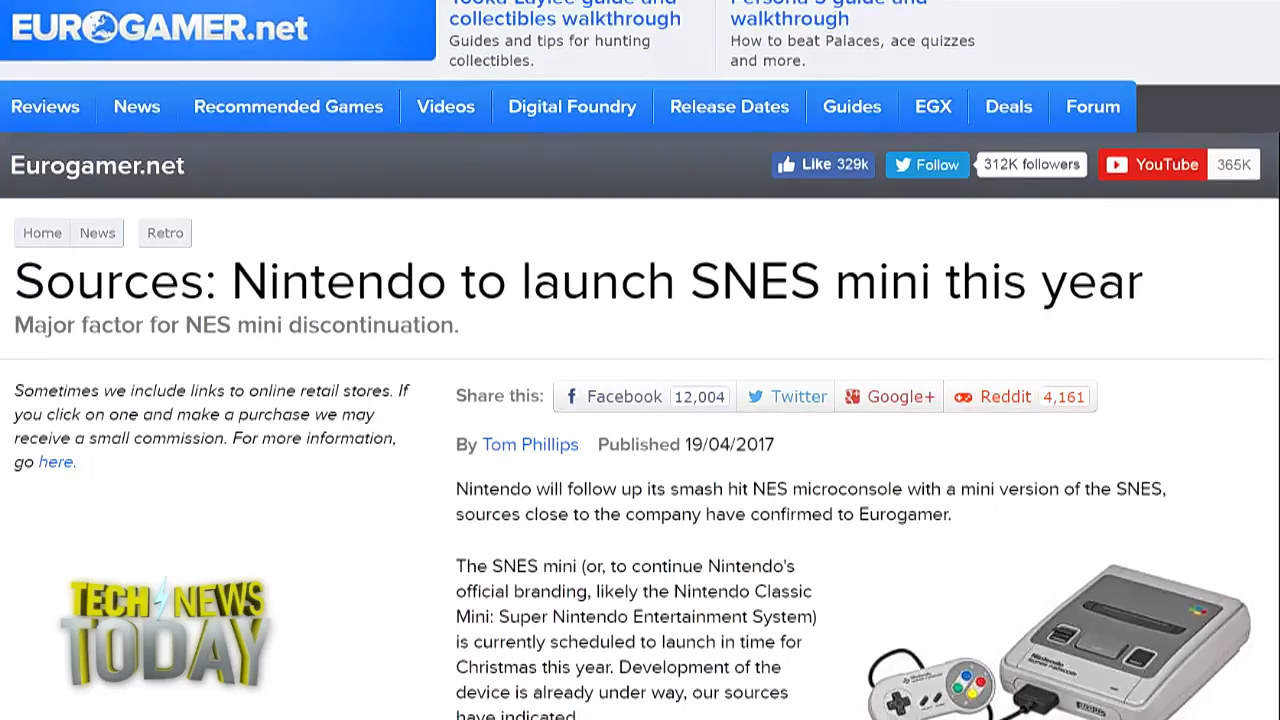 Yooka Laylee guide and
collectibles walkthrough
Guides and tips for hunting
collectibles.
Persona 5 guide and
walkthrough
How to beat Palaces, ace quizzes
and more.
EUROGAMER.net
Reviews News Recommended Games Videos Digital Foundry Release Dates Guides EGX Deals Forum
Eurogamer.net
Like 329k Follow 312K followers YouTube 365K
Home News Retro
Sources: Nintendo to launch SNES mini this year
Major factor for NES mini discontinuation.
Sometimes we include links to online retail stores. If
you click on one and make a purchase we may
receive a small commission. For more information,
go here.
Share this: Facebook 12,004 Twitter Google+ Reddit 4,161
By Tom Phillips Published 19/04/2017
Nintendo will follow up its smash hit NES microconsole with a mini version of the SNES,
sources close to the company have confirmed to Eurogamer.
The SNES mini (or, to continue Nintendo's
official branding, likely the Nintendo Classic
Mini: Super Nintendo Entertainment System)
is currently scheduled to launch in time for
Christmas this year. Development of the
device is already under way, our sources
have indicated.
TECH NEWS
TODAY